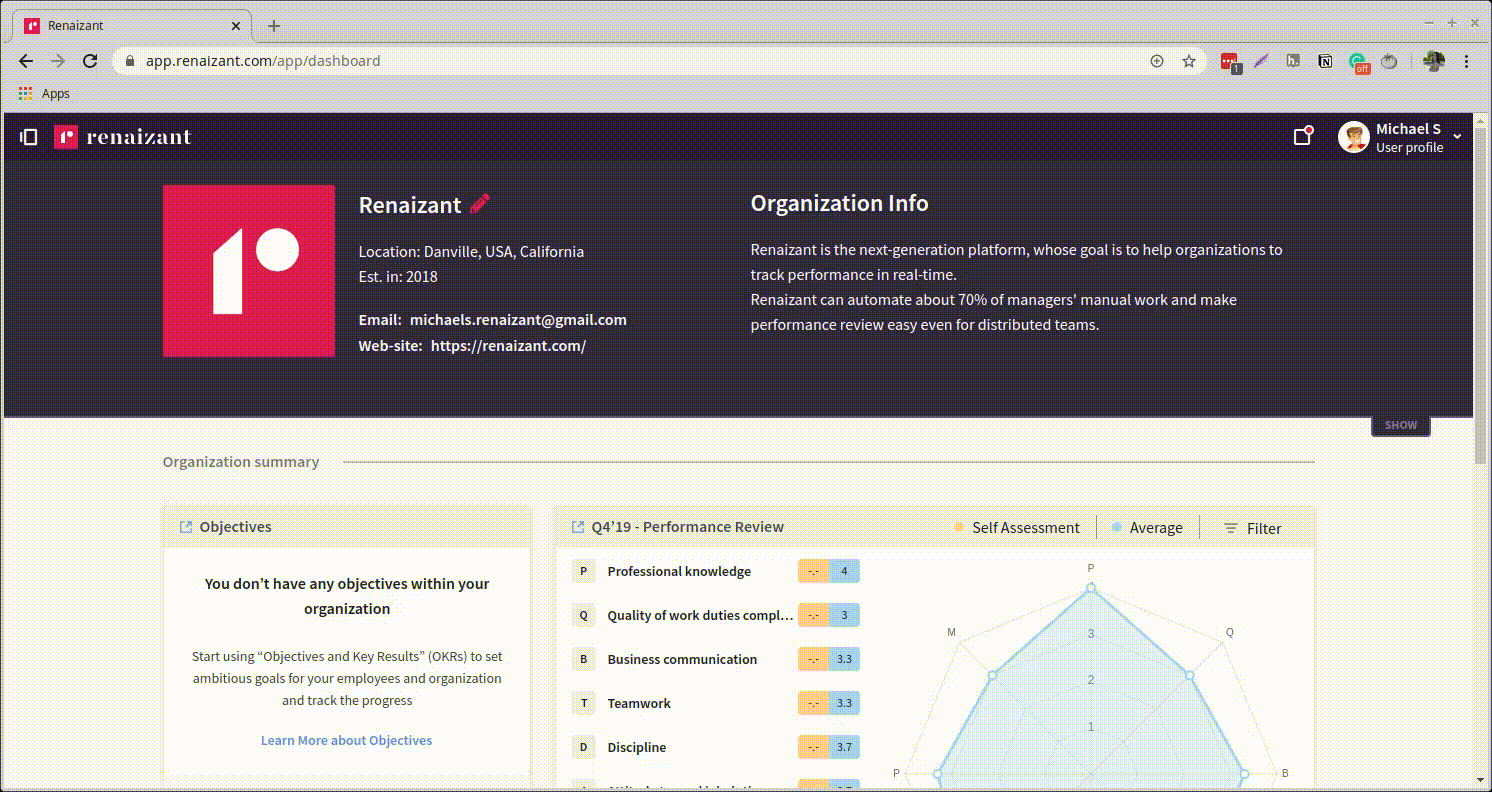 Renaizant
app.renaizant.com/app/dashboard
1
h.
N
off
Apps
renaizant
Michael S
User profile
Renaizant
Location: Danville, USA, California
Est. in: 2018
Email: michaels.renaizant@gmail.com
Web-site: https://renaizant.com/
Organization Info
Renaizant is the next-generation platform, whose goal is to help organizations to
track performance in real-time.
Renaizant can automate about 70% of managers' manual work and make
performance review easy even for distributed teams.
SHOW
Organization summary
Objectives
You don’t have any objectives within your
organization
Start using “Objectives and Key Results” (OKRs) to set
ambitious goals for your employees and organization
and track the progress
Learn More about Objectives
Q4’19 - Performance Review
Self Assessment
Average
Filter
P Professional knowledge -.- 4
Q Quality of work duties compl... -.- 3
B Business communication -.- 3.3
T Teamwork -.- 3.3
D Discipline -.- 3.7
P
M
Q
3
2
1
P
B